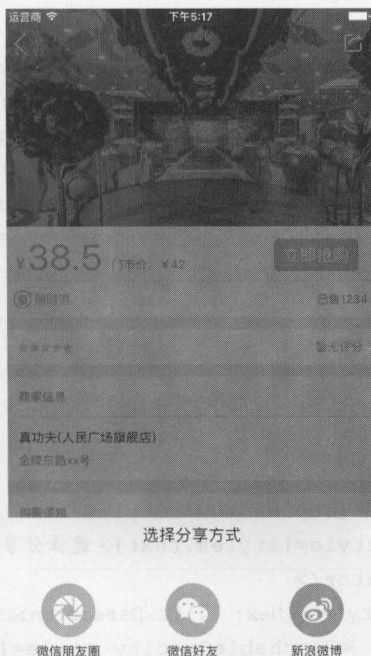 运营商 下午5:17
¥38.5 门市价 ¥42 立即抢购
随时退 已售1234
暂无评分
商家信息
真功夫(人民广场旗舰店)
金陵东路xx号
购买须知
选择分享方式
微信朋友圈 微信好友 新浪微博